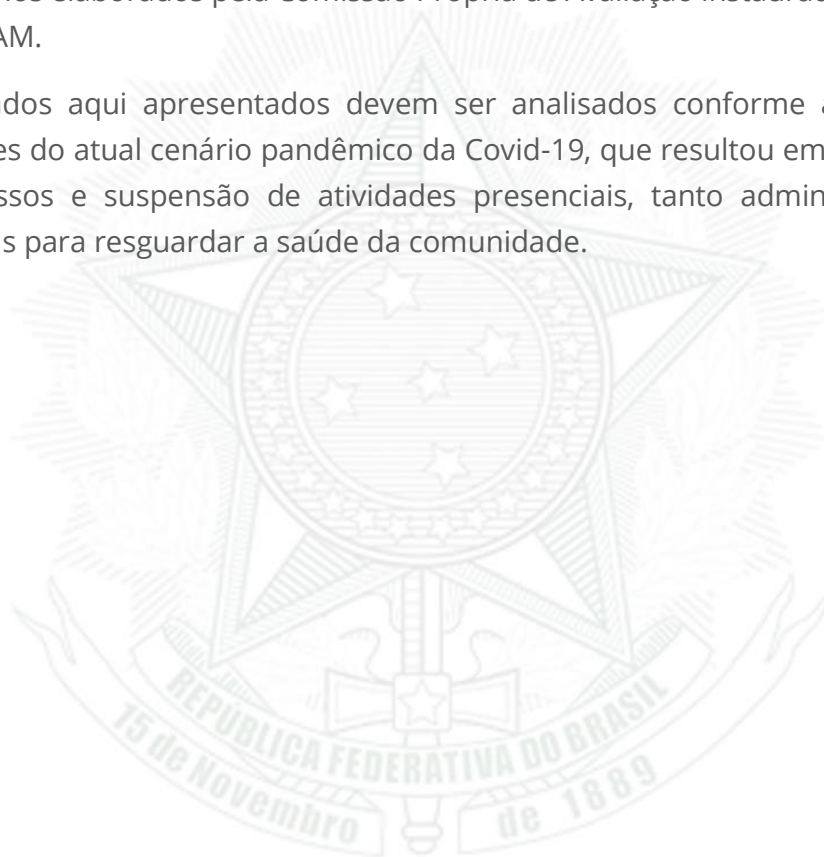 AM.
dos aqui apresentados devem ser analisados conforme
es do atual cenário pandêmico da Covid-19, que resultou em
ssos e suspensão de atividades presenciais, tanto admin
s para resguardar a saúde da comunidade.
REPÚBLICA FEDERATIVA DO BRASIL
15 de Novembro de 1889